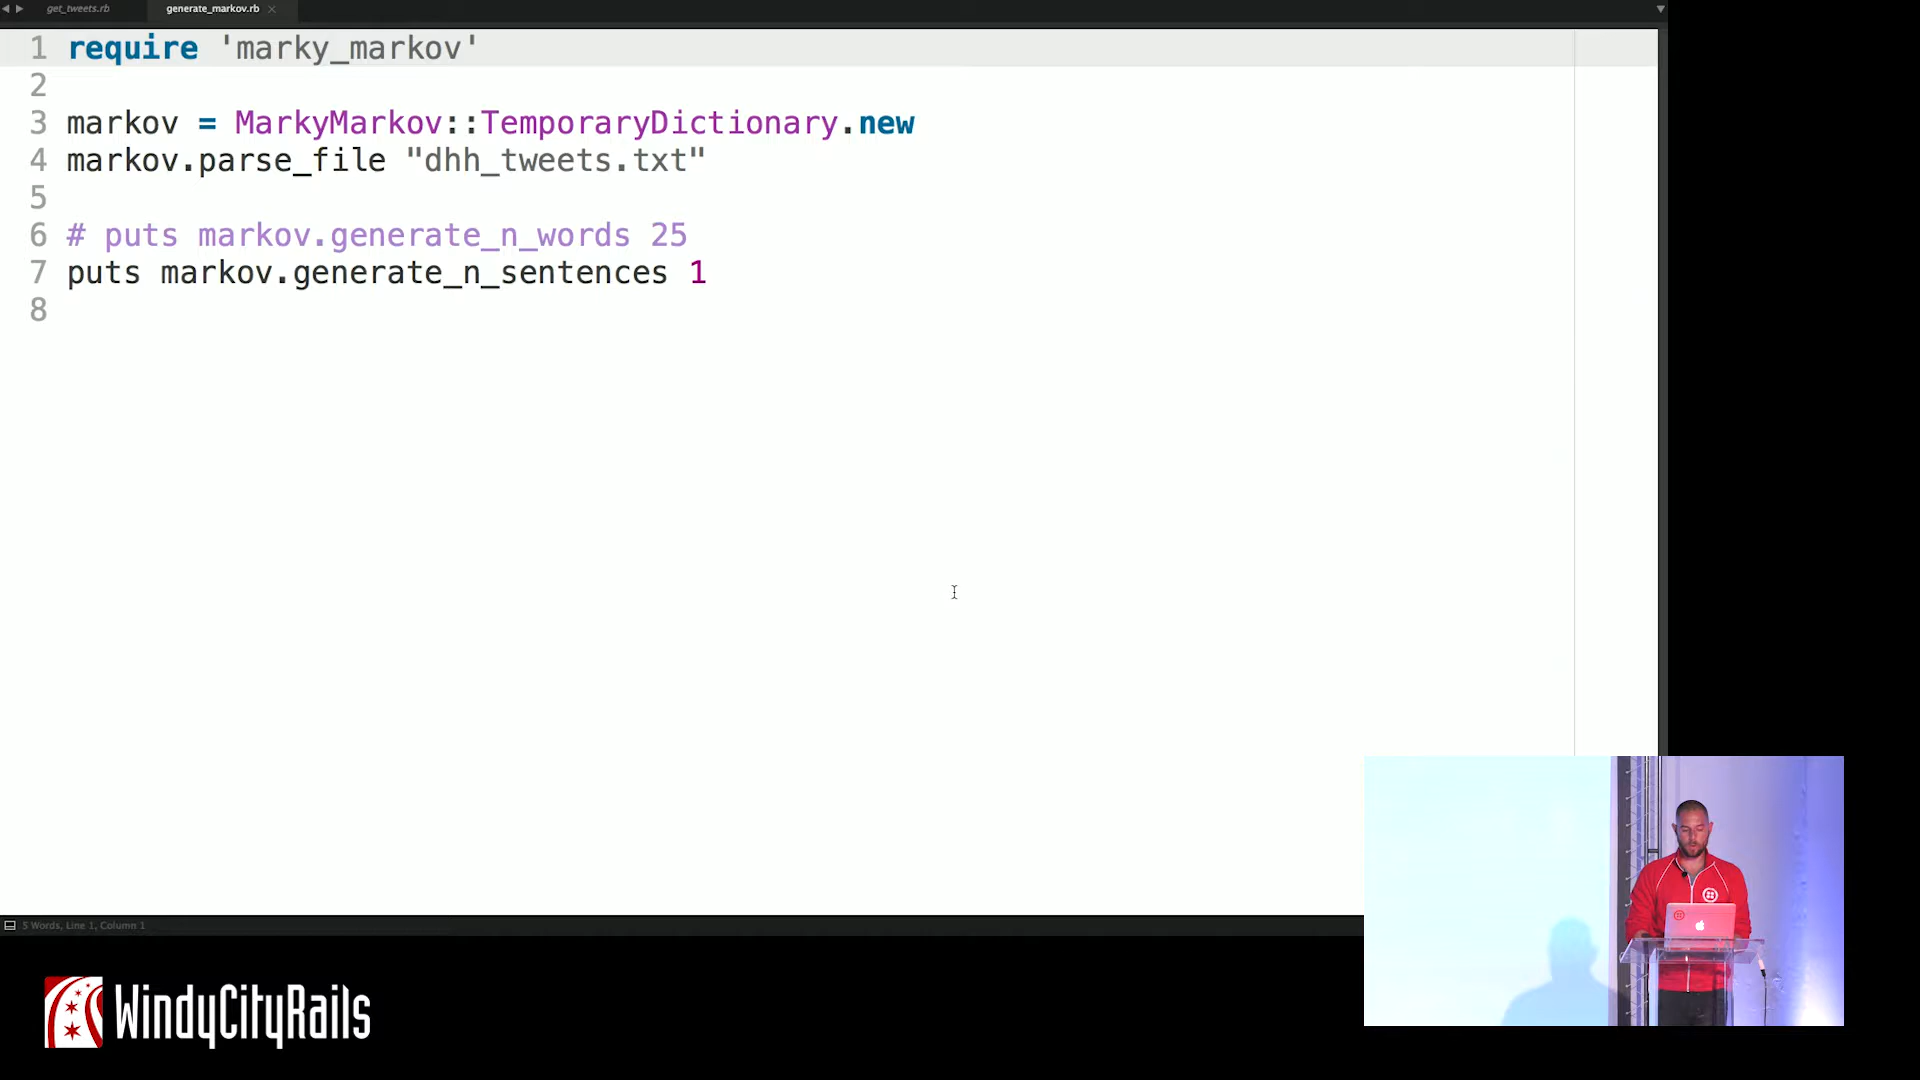 get_tweets.rb
generate_markov.rb
1 require 'marky_markov'
2
3 markov = MarkyMarkov::TemporaryDictionary.new
4 markov.parse_file "dhh_tweets.txt"
5
6 # puts markov.generate_n_words 25
7 puts markov.generate_n_sentences 1
8
5 Words, Line 1, Column 1
WindyCityRails